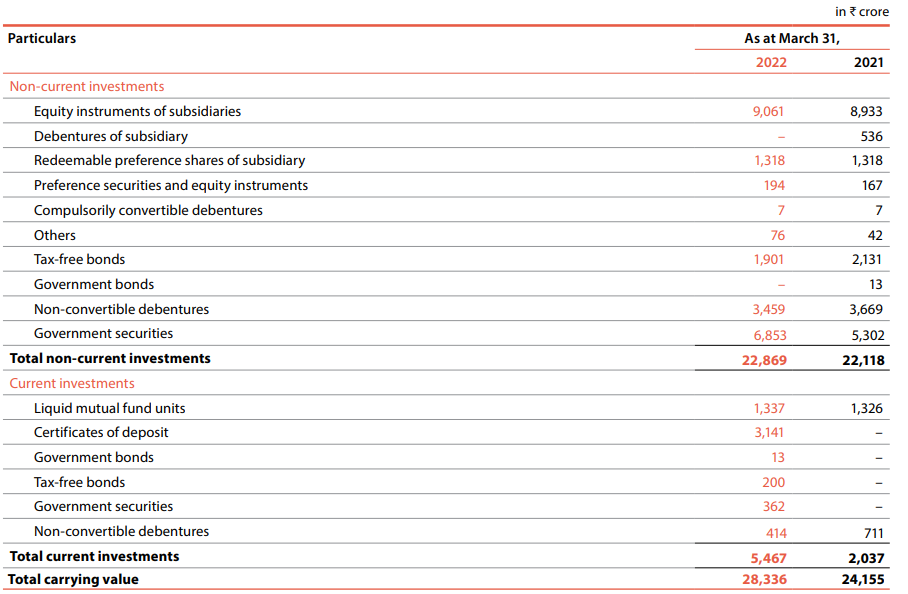 in ₹ crore
Particulars As at March 31,
2022 2021
Non-current investments
Equity instruments of subsidiaries 9,061 8,933
Debentures of subsidiary – 536
Redeemable preference shares of subsidiary 1,318 1,318
Preference securities and equity instruments 194 167
Compulsorily convertible debentures 7 7
Others 76 42
Tax-free bonds 1,901 2,131
Government bonds – 13
Non-convertible debentures 3,459 3,669
Government securities 6,853 5,302
Total non-current investments 22,869 22,118
Current investments
Liquid mutual fund units 1,337 1,326
Certificates of deposit 3,141 –
Government bonds 13 –
Tax-free bonds 200 –
Government securities 362 –
Non-convertible debentures 414 711
Total current investments 5,467 2,037
Total carrying value 28,336 24,155